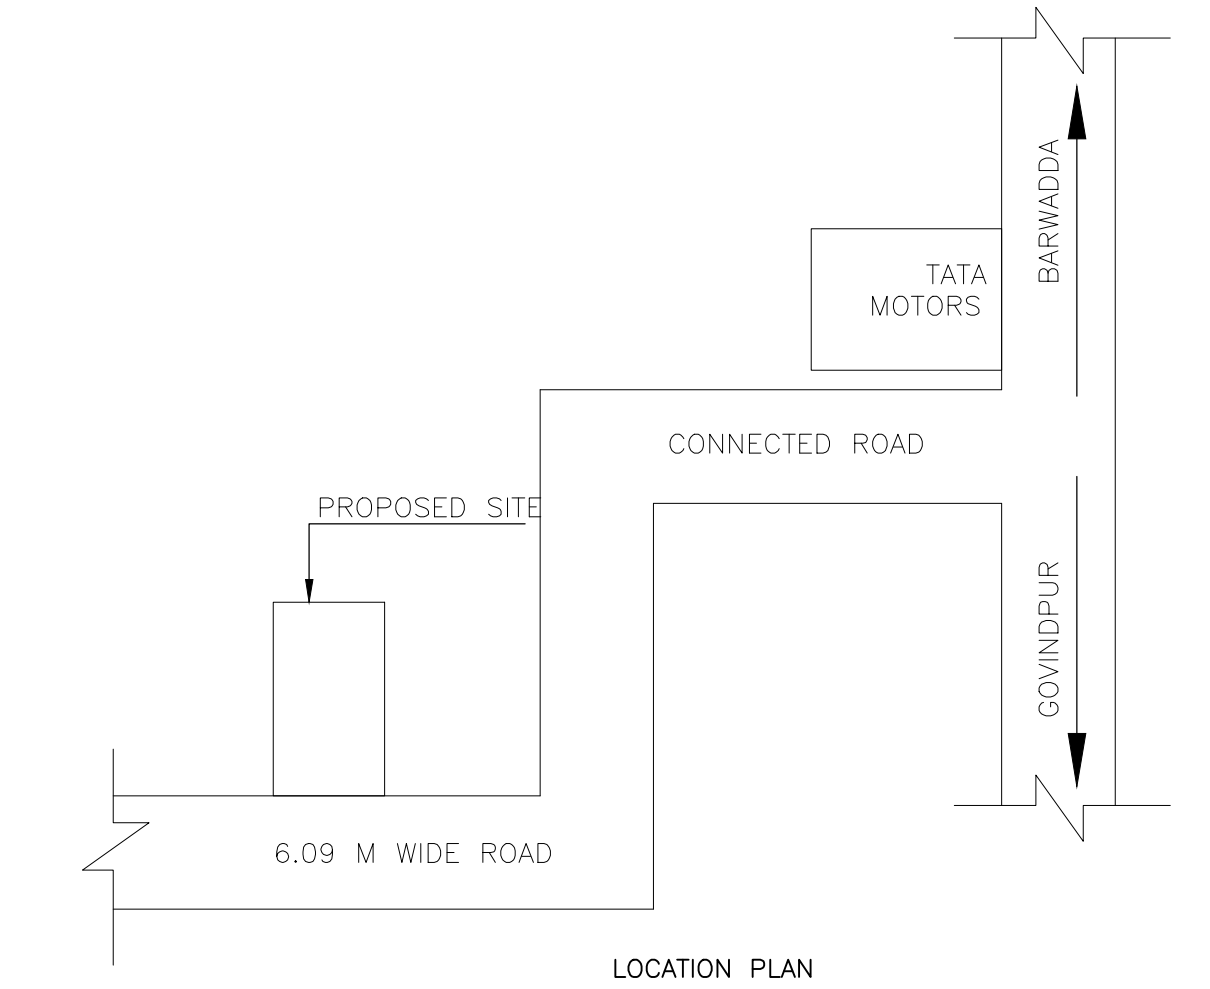 BARWADDA
TATA
MOTORS
CONNECTED ROAD
PROPOSED SITE
GOVINDPUR
6.09 M WIDE ROAD
LOCATION PLAN